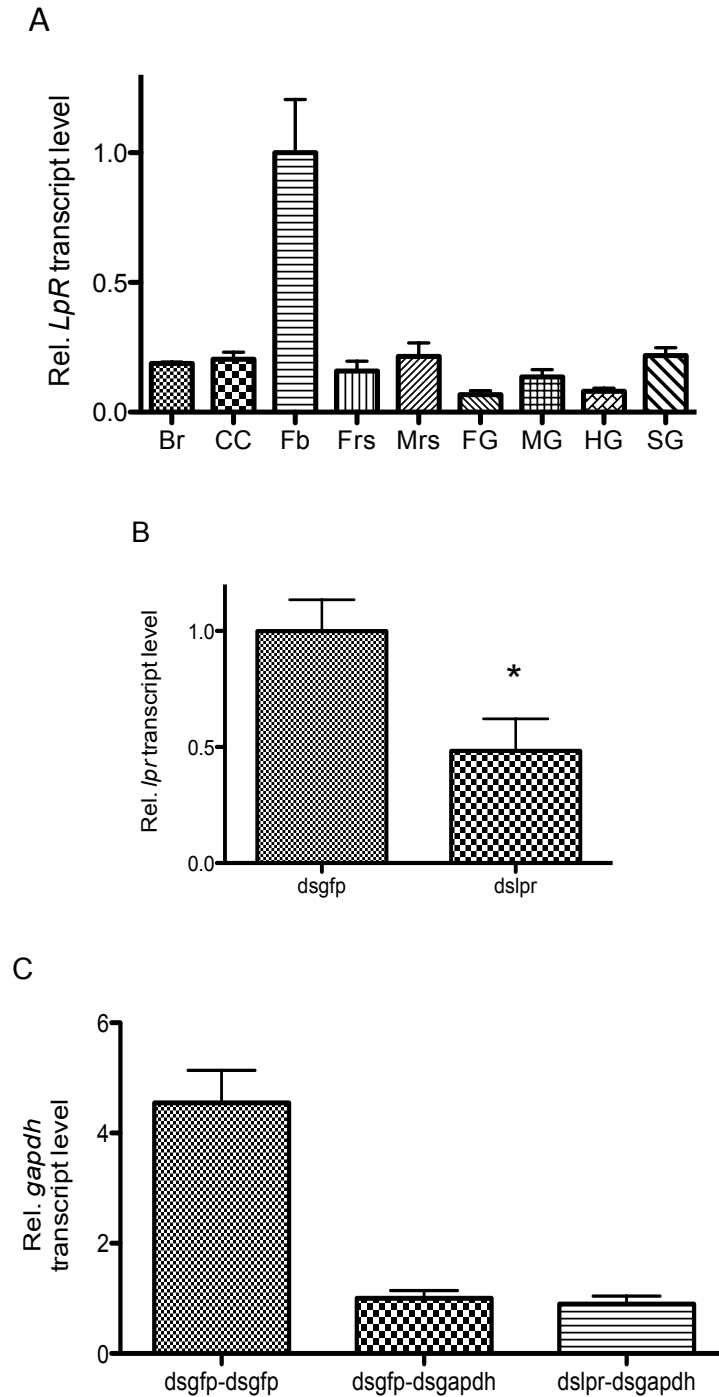 A
Rel. LpR transcript level
1.0
0.5
0.0
Br CC Fb Frs Mrs FG MG HG SG
B
Rel. lpr transcript level
1.0
0.5
0.0
*
dsgfp dslpr
C
Rel. gapdh
transcript level
6
4
2
0
dsgfp-dsgfp dsgfp-dsgapdh dslpr-dsgapdh